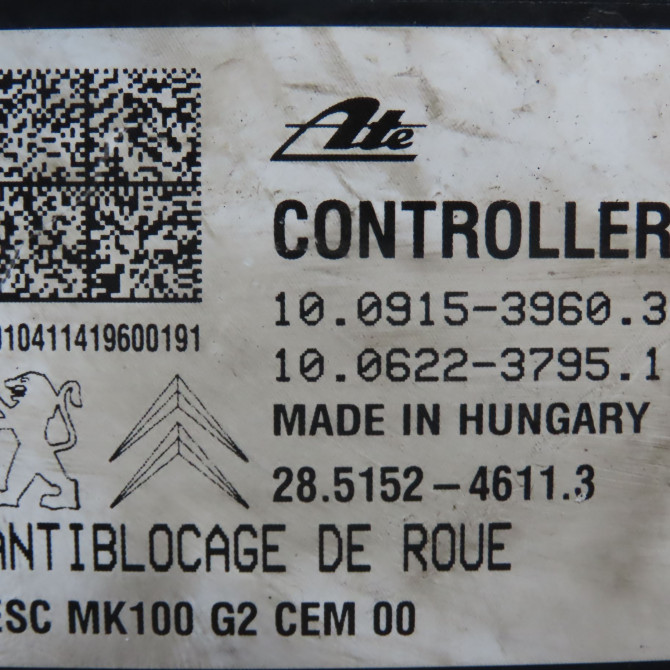 Ate
CONTROLLER
10.0915-3960.3
10.0622-3795.1
010411419600191
MADE IN HUNGARY
28.5152-4611.3
ANTIBLOCAGE DE ROUE
ESC MK100 G2 CEM 00